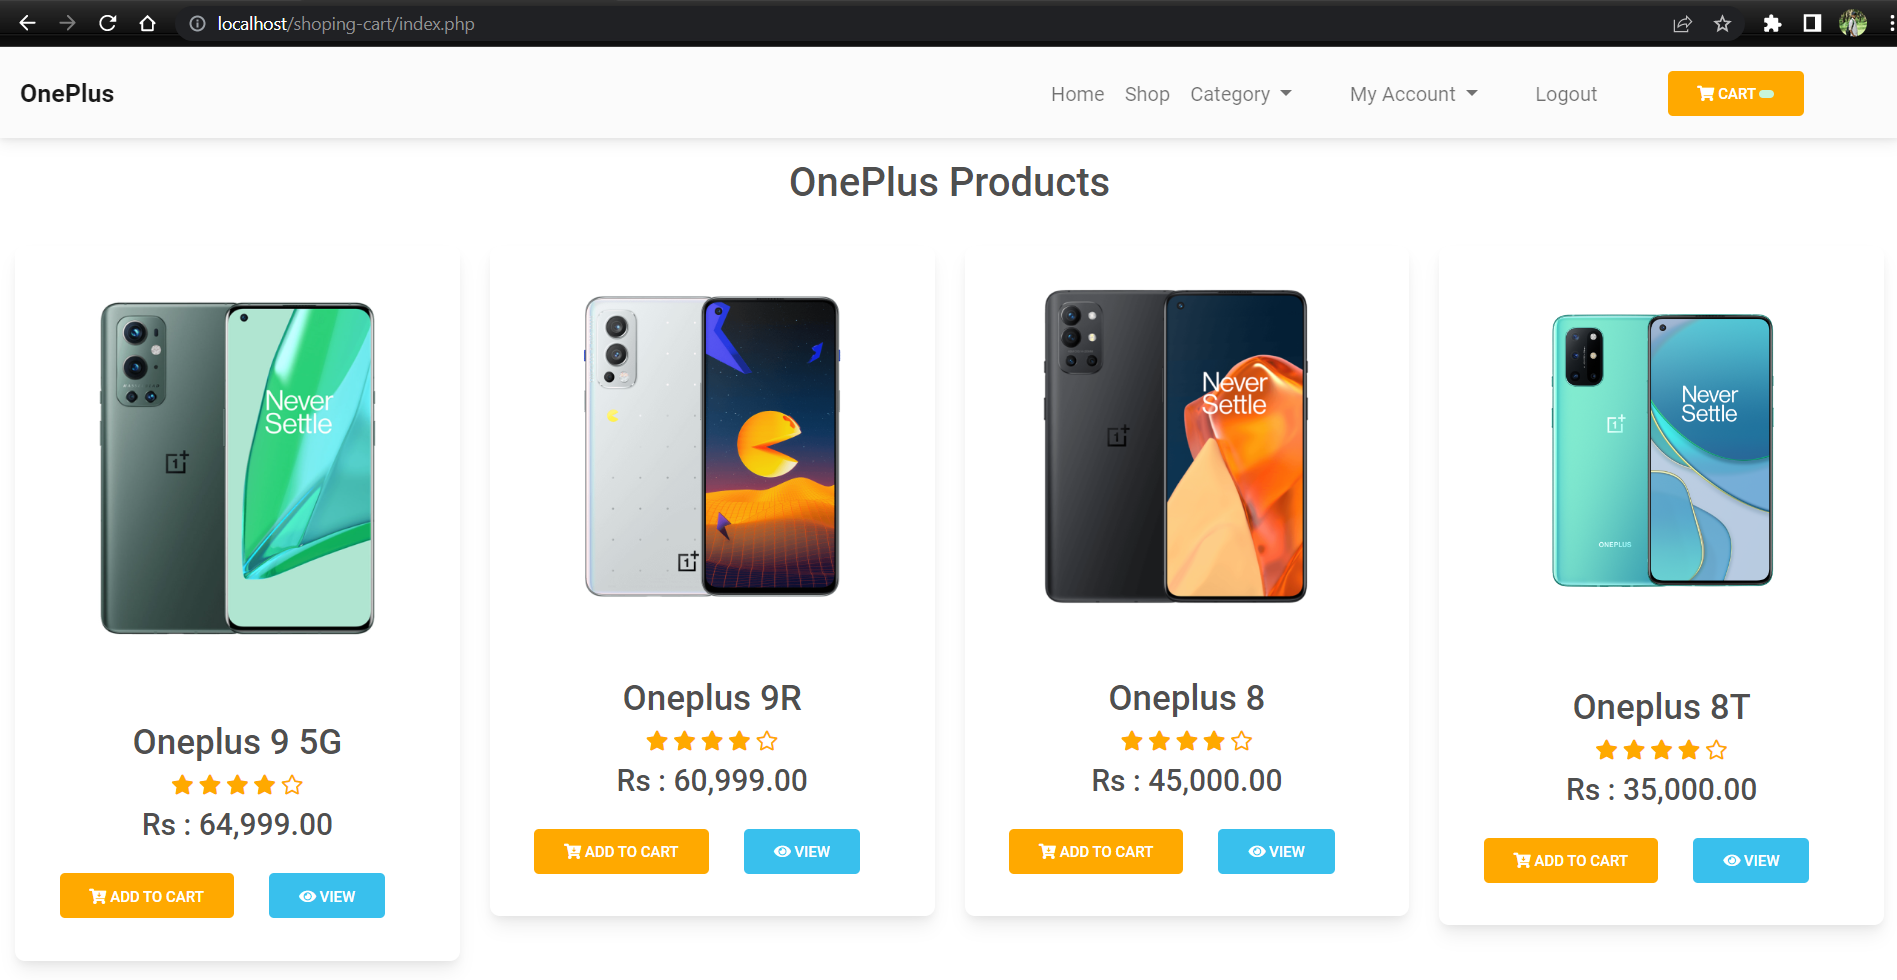 localhost/shoping-cart/index.php
OnePlus
Home Shop Category My Account Logout CART
OnePlus Products
Never
Settle
Never
Settle
Never
Settle
ONEPLUS
Oneplus 9 5G
Rs : 64,999.00
ADD TO CART VIEW
Oneplus 9R
Rs : 60,999.00
ADD TO CART VIEW
Oneplus 8
Rs : 45,000.00
ADD TO CART VIEW
Oneplus 8T
Rs : 35,000.00
ADD TO CART VIEW